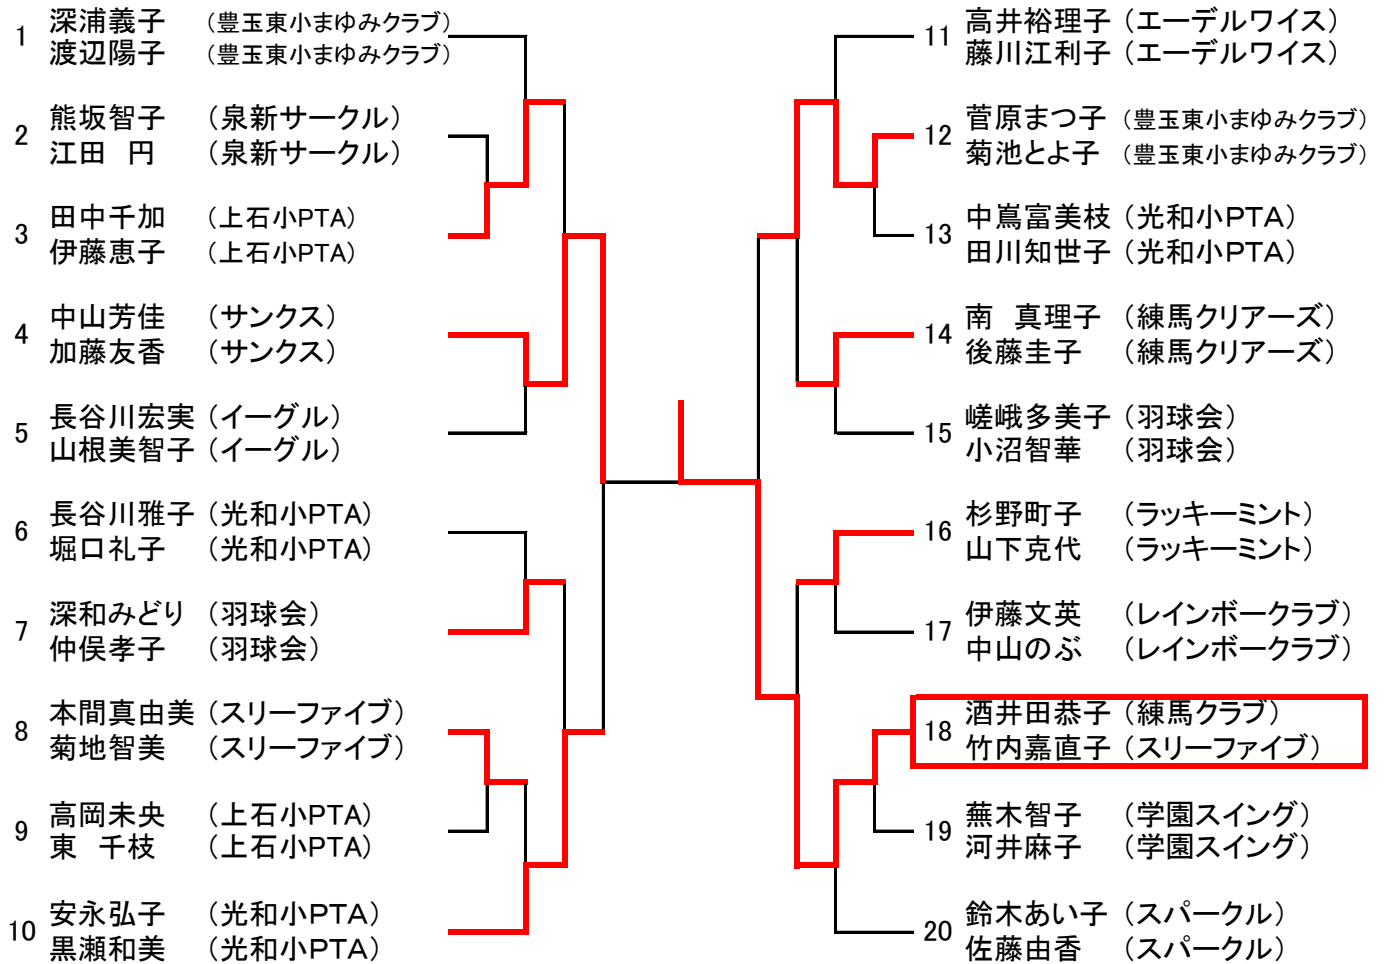 1 深浦義子 (豊玉東小まゆみクラブ)
渡辺陽子 (豊玉東小まゆみクラブ)
2 熊坂智子 (泉新サークル)
江田 円 (泉新サークル)
3 田中千加 (上石小PTA)
伊藤恵子 (上石小PTA)
4 中山芳佳 (サンクス)
加藤友香 (サンクス)
5 長谷川宏実 (イーグル)
山根美智子 (イーグル)
6 長谷川雅子 (光和小PTA)
堀口礼子 (光和小PTA)
7 深和みどり (羽球会)
仲俣孝子 (羽球会)
8 本間真由美 (スリーファイブ)
菊地智美 (スリーファイブ)
9 高岡未央 (上石小PTA)
東 千枝 (上石小PTA)
10 安永弘子 (光和小PTA)
黒瀬和美 (光和小PTA)
11 高井裕理子 (エーデルワイス)
藤川江利子 (エーデルワイス)
12 菅原まつ子 (豊玉東小まゆみクラブ)
菊池とよ子 (豊玉東小まゆみクラブ)
13 中嶌富美枝 (光和小PTA)
田川知世子 (光和小PTA)
14 南 真理子 (練馬クリアーズ)
後藤圭子 (練馬クリアーズ)
15 嵯峨多美子 (羽球会)
小沼智華 (羽球会)
16 杉野町子 (ラッキーミント)
山下克代 (ラッキーミント)
17 伊藤文英 (レインボークラブ)
中山のぶ (レインボークラブ)
18 酒井田恭子 (練馬クラブ)
竹内嘉直子 (スリーファイブ)
19 蕪木智子 (学園スイング)
河井麻子 (学園スイング)
20 鈴木あい子 (スパークル)
佐藤由香 (スパークル)